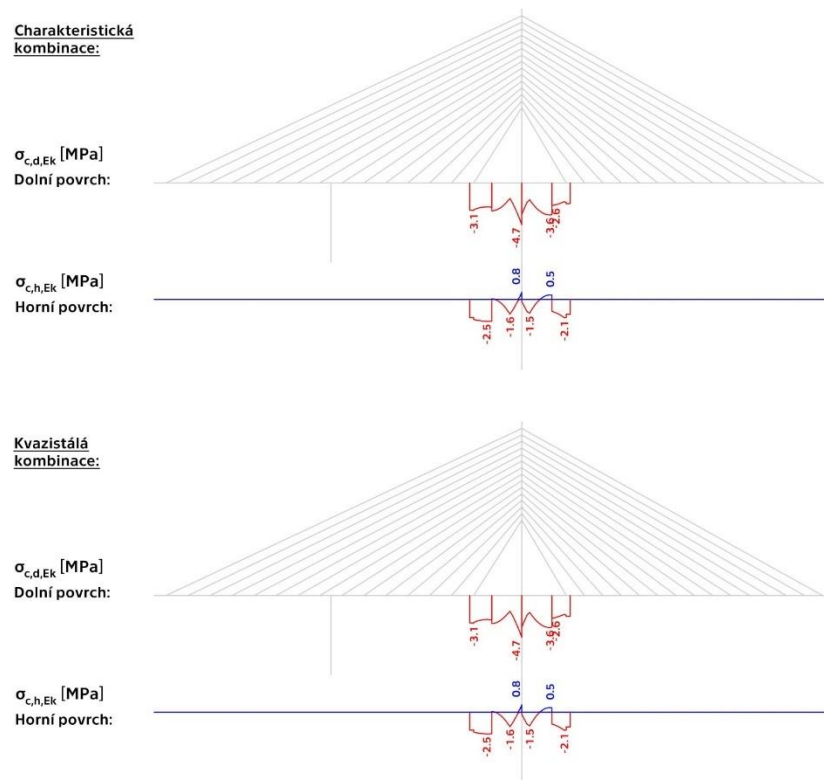 Charakteristická
kombinace:
σc,d,Ek [MPa]
Dolní povrch:
-3.1
-4.7
-3.6
-2.6
σc,h,Ek [MPa]
Horní povrch:
0.8
0.5
-2.5
-1.6
-1.5
-2.1
Kvazistálá
kombinace:
σc,d,Ek [MPa]
Dolní povrch:
-3.1
-4.7
-3.6
-2.6
σc,h,Ek [MPa]
Horní povrch:
0.8
0.5
-2.5
-1.6
-1.5
-2.1